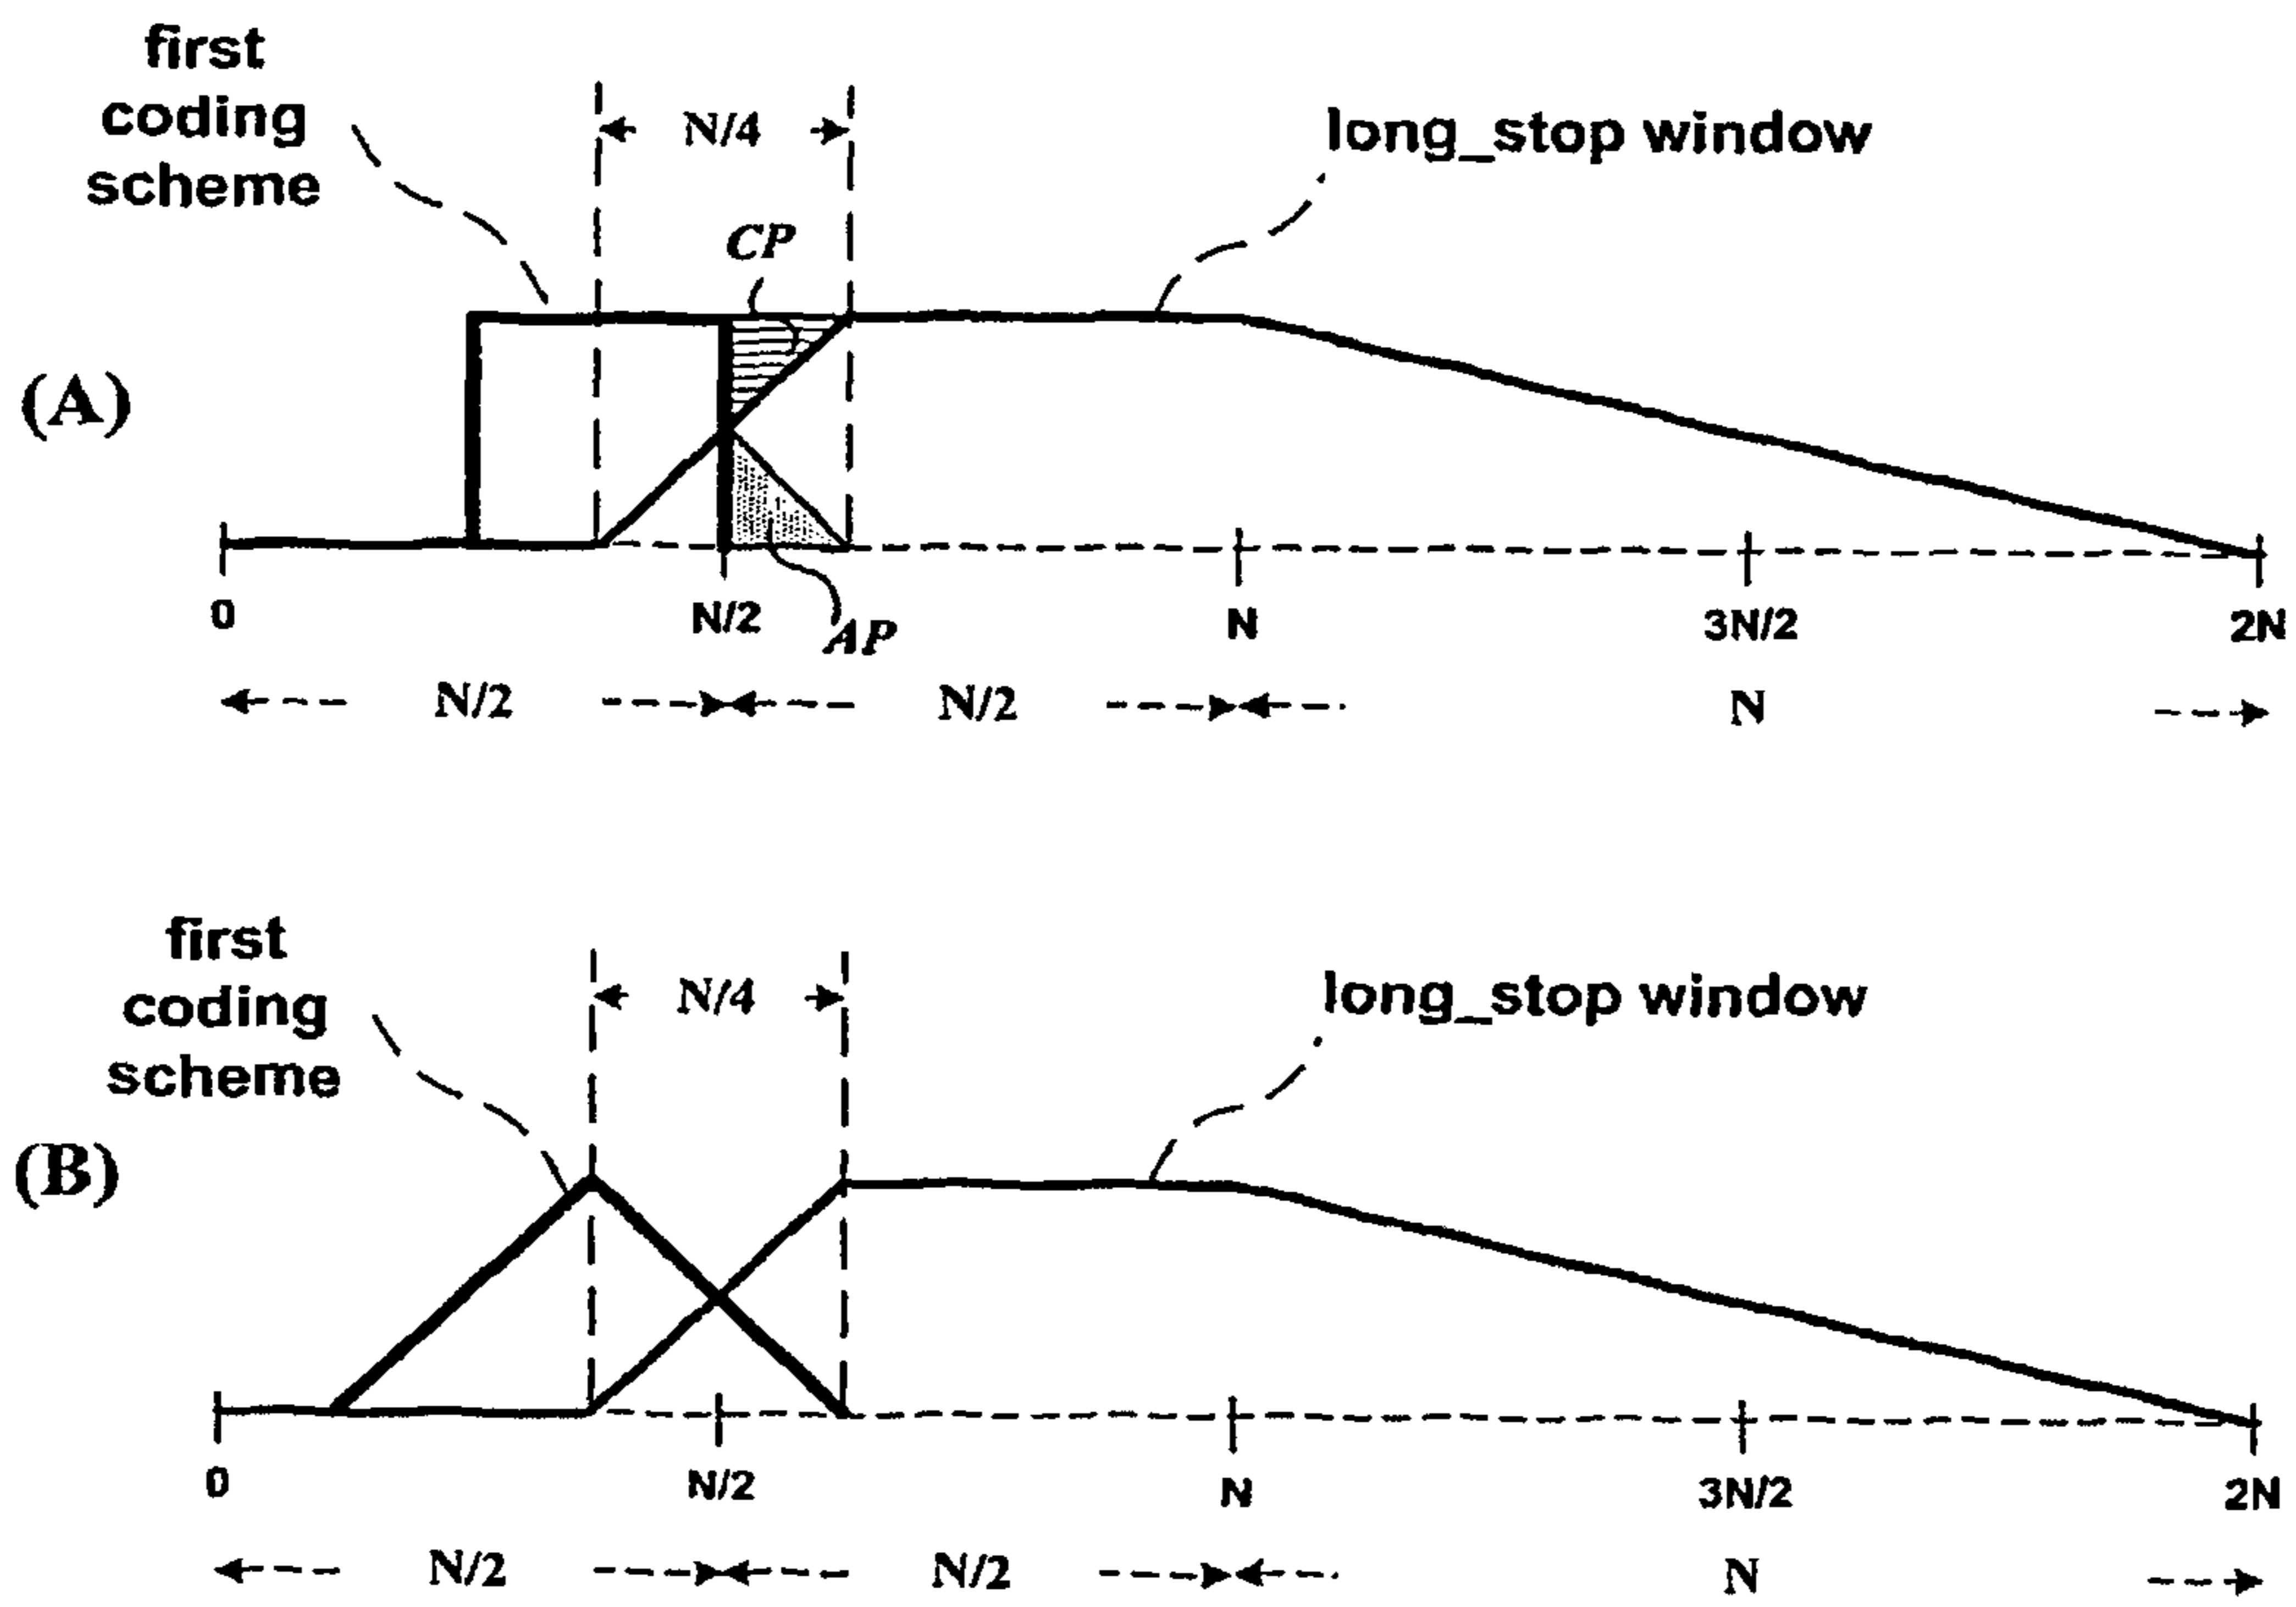 first
coding
scheme
N/4
long_stop window
CP
(A)
0
N/2
AP
N
3N/2
2N
N/2
N/2
N
first
coding
scheme
N/4
long_stop window
(B)
0
N/2
N
3N/2
2N
N/2
N/2
N